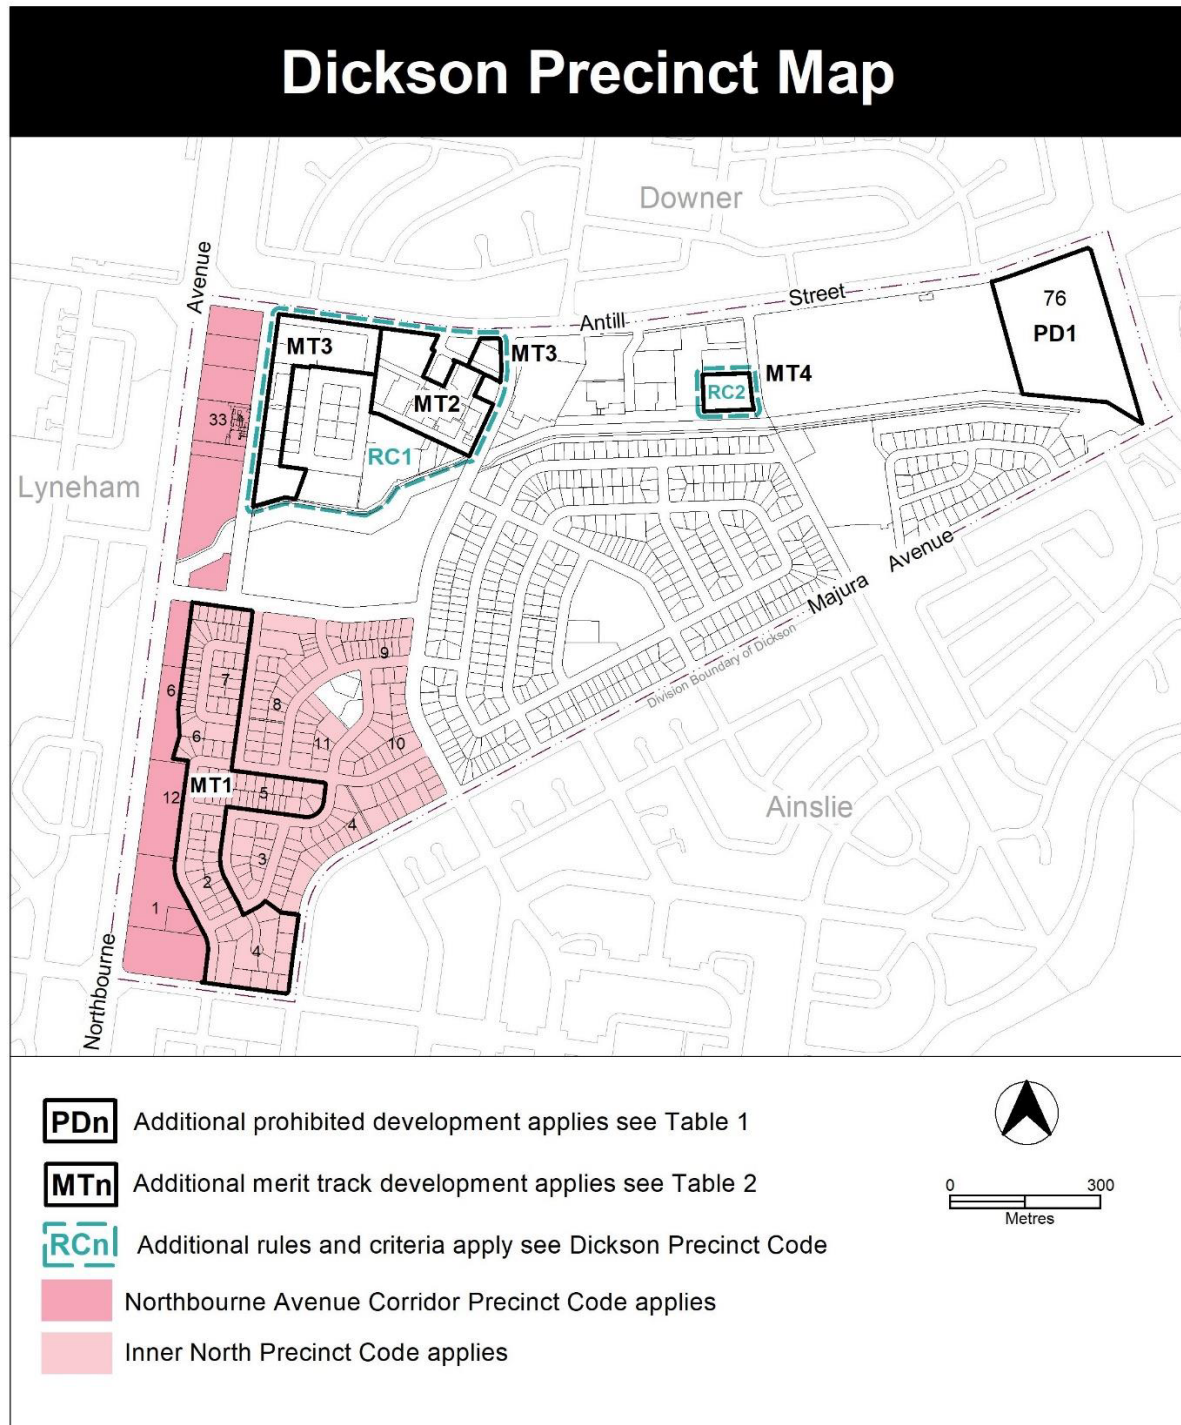 Dickson Precinct Map
Downer
Avenue
Street
Antill
76
PD1
MT3
MT3
MT4
RC2
MT2
33
RC1
Lyneham
Avenue
Majura
Division Boundary of Dickson
9
7
6
8
6
11
10
MT1
5
12
Ainslie
4
3
2
1
4
Northbourne
PDn Additional prohibited development applies see Table 1
MTn Additional merit track development applies see Table 2
0 300
Metres
RCn Additional rules and criteria apply see Dickson Precinct Code
Northbourne Avenue Corridor Precinct Code applies
Inner North Precinct Code applies